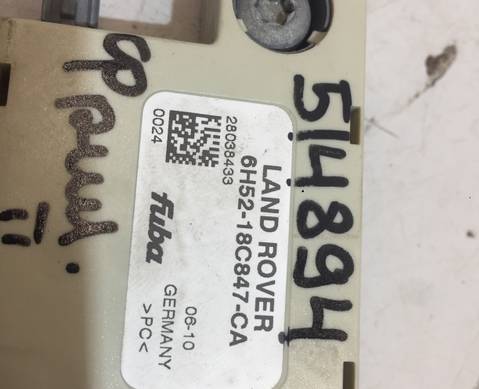 514894
LAND ROVER
6H52-18C847-CA
28038433
0024
fuba
06-10
GERMANY
>PC<